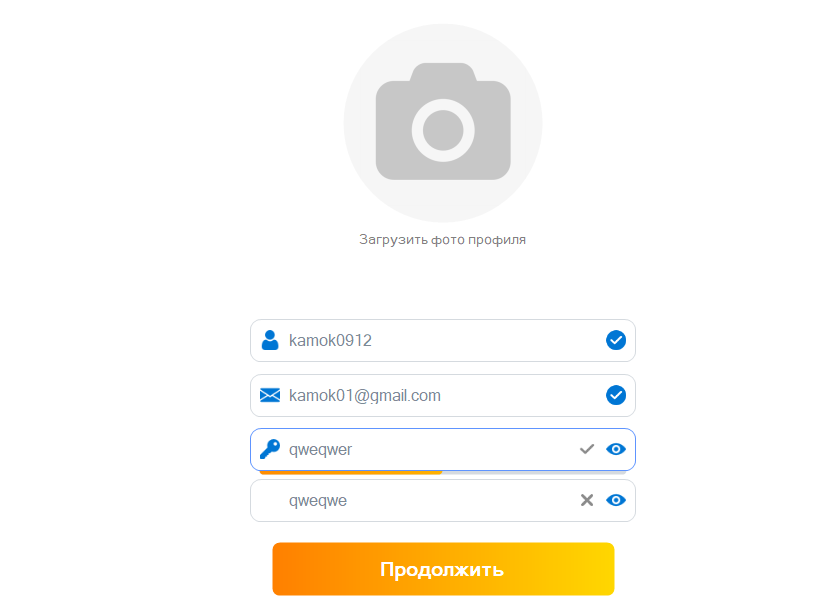 Загрузить фото профиля
kamok0912
kamok01@gmail.com
qweqwer
qweqwe
Продолжить